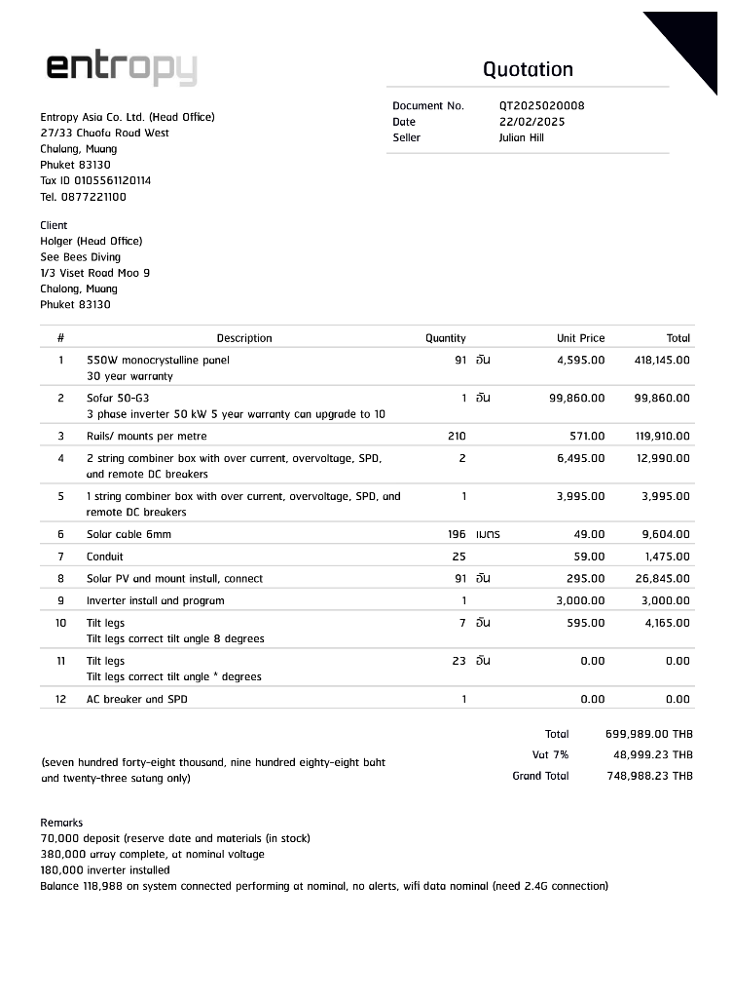 entropy
Quotation
Document No. QT2025020008
Date 22/02/2025
Seller Julian Hill
Entropy Asia Co. Ltd. (Head Office)
27/33 Chaofa Road West
Chalang, Muang
Phuket 83130
Tax ID 0105561120114
Tel. 0877221100
Client
Holger (Head Office)
See Bees Diving
1/3 Viset Road Moo 9
Chalong, Muang
Phuket 83130
# Description Quantity Unit Price Total
1 550W monocrystalline panel 91 อัน 4,595.00 418,145.00
30 year warranty
2 Sofar 50-G3 1 อัน 99,860.00 99,860.00
3 phase inverter 50 kW 5 year warranty can upgrade to 10
3 Rails/ mounts per metre 210 571.00 119,910.00
4 2 string combiner box with over current, overvoltage, SPD, 2 6,495.00 12,990.00
and remote DC breakers
5 1 string combiner box with over current, overvoltage, SPD, and 1 3,995.00 3,995.00
remote DC breakers
6 Solar cable 6mm 196 เมตร 49.00 9,604.00
7 Conduit 25 59.00 1,475.00
8 Solar PV and mount install, connect 91 อัน 295.00 26,845.00
9 Inverter install and program 1 3,000.00 3,000.00
10 Tilt legs 7 อัน 595.00 4,165.00
Tilt legs correct tilt angle 8 degrees
11 Tilt legs 23 อัน 0.00 0.00
Tilt legs correct tilt angle * degrees
12 AC breaker and SPD 1 0.00 0.00
Total 699,989.00 THB
Vat 7% 48,999.23 THB
Grand Total 748,988.23 THB
(seven hundred forty-eight thousand, nine hundred eighty-eight baht
and twenty-three satang only)
Remarks
70,000 deposit (reserve date and materials (in stock)
380,000 array complete, at nominal voltage
180,000 inverter installed
Balance 118,988 on system connected performing at nominal, no alerts, wifi data nominal (need 2.4G connection)